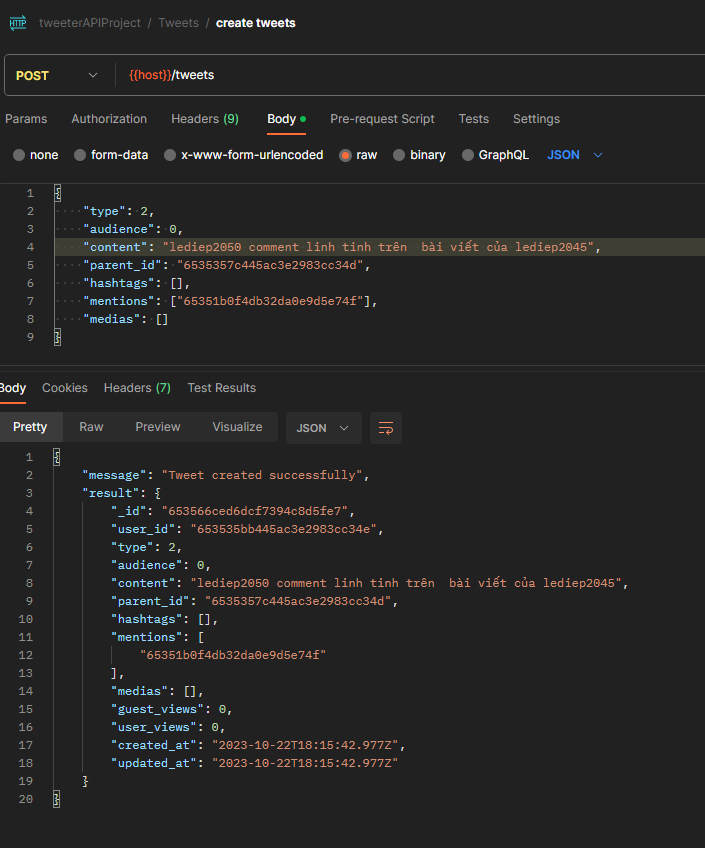 HTTP tweeterAPIProject / Tweets / create tweets
POST {{host}}/tweets
Params Authorization Headers (9) Body Pre-request Script Tests Settings
none form-data x-www-form-urlencoded raw binary GraphQL JSON
1 {
2 "type": 2,
3 "audience": 0,
4 "content": "lediep2050 comment linh tinh trên  bài viết của lediep2045",
5 "parent_id": "6535357c445ac3e2983cc34d",
6 "hashtags": [],
7 "mentions": ["65351b0f4db32da0e9d5e74f"],
8 "medias": []
9 }
Body Cookies Headers (7) Test Results
Pretty Raw Preview Visualize JSON
1 {
2 "message": "Tweet created successfully",
3 "result": {
4 "_id": "653566ced6dcf7394c8d5fe7",
5 "user_id": "653535bb445ac3e2983cc34e",
6 "type": 2,
7 "audience": 0,
8 "content": "lediep2050 comment linh tinh trên  bài viết của lediep2045",
9 "parent_id": "6535357c445ac3e2983cc34d",
10 "hashtags": [],
11 "mentions": [
12 "65351b0f4db32da0e9d5e74f"
13 ],
14 "medias": [],
15 "guest_views": 0,
16 "user_views": 0,
17 "created_at": "2023-10-22T18:15:42.977Z",
18 "updated_at": "2023-10-22T18:15:42.977Z"
19 }
20 }